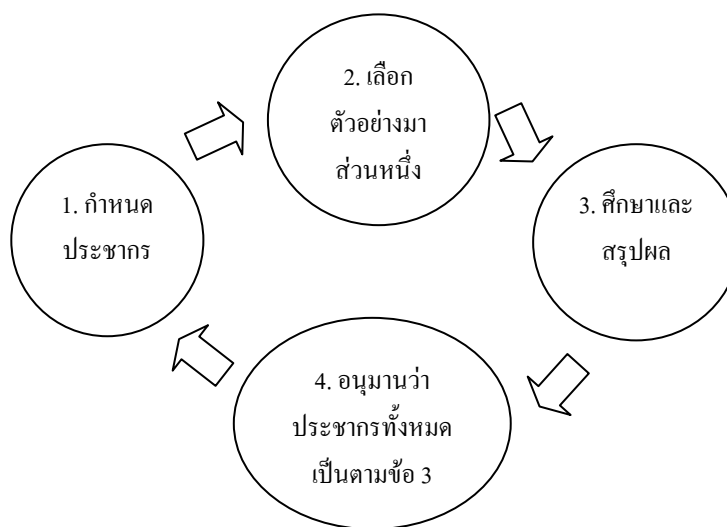 1. กำหนด
ประชากร
2. เลือก
ตัวอย่างมา
ส่วนหนึ่ง
3. ศึกษาและ
สรุปผล
4. อนุมานว่า
ประชากรทั้งหมด
เป็นตามข้อ 3